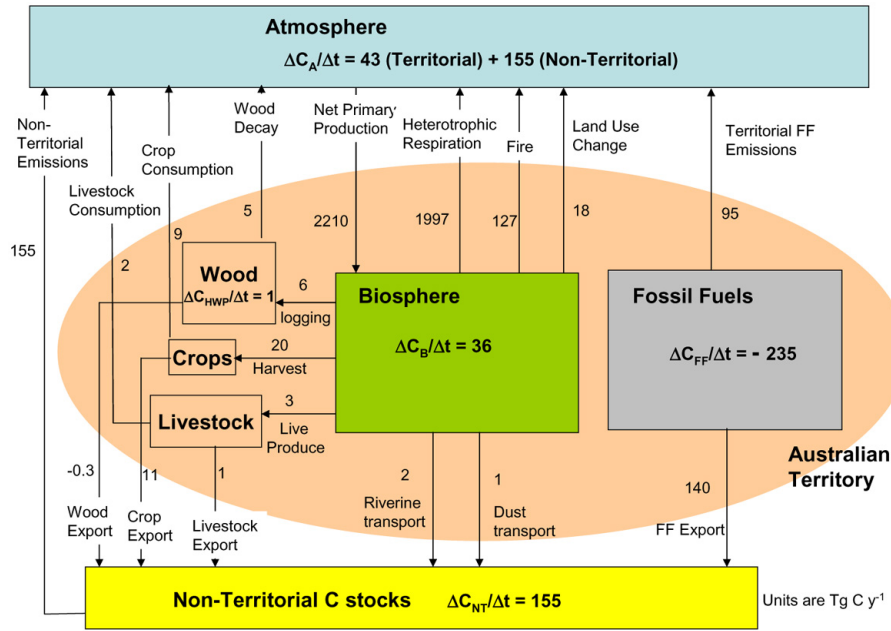 Atmosphere
ΔC_A/Δt = 43 (Territorial) + 155 (Non-Territorial)
Non-
Territorial
Emissions
Livestock
Consumption
Crop
Consumption
Wood
Decay
Net Primary
Production
Heterotrophic
Respiration
Fire
Land Use
Change
Territorial FF
Emissions
155
2
9
5
2210
1997
127
18
95
Wood
ΔC_HWP/Δt = 1
6
logging
Crops
20
Harvest
Livestock
3
Live
Produce
Biosphere
ΔC_B/Δt = 36
Fossil Fuels
ΔC_FF/Δt = - 235
Australian
Territory
-0.3
Wood
Export
11
Crop
Export
1
Livestock
Export
2
Riverine
transport
1
Dust
transport
140
FF Export
Non-Territorial C stocks ΔC_NT/Δt = 155
Units are Tg C y⁻¹